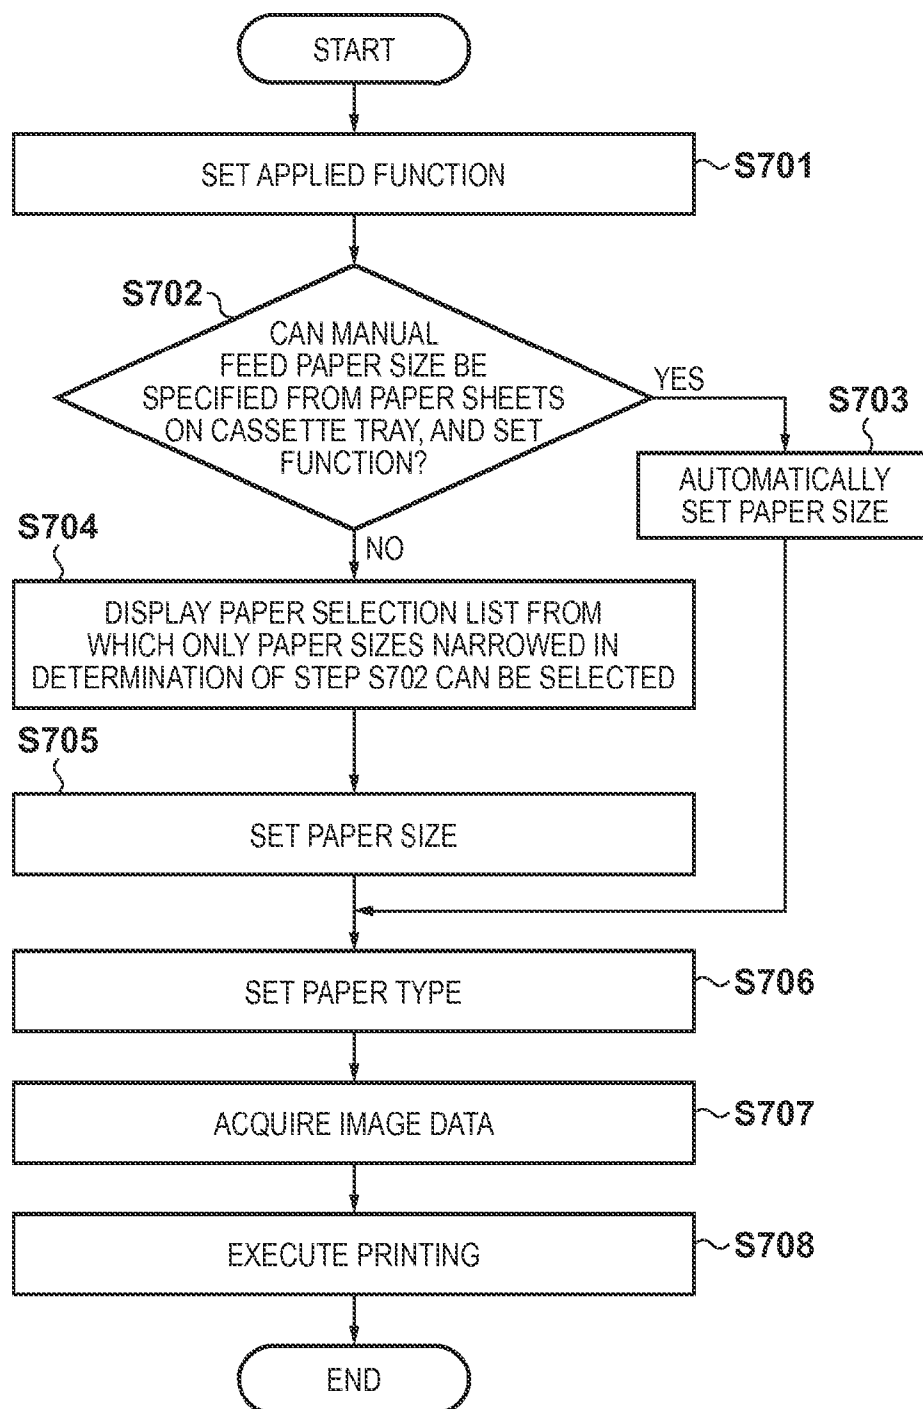 START
SET APPLIED FUNCTION
S701
S702
CAN MANUAL
FEED PAPER SIZE BE
SPECIFIED FROM PAPER SHEETS
ON CASSETTE TRAY, AND SET
FUNCTION?
YES
S703
AUTOMATICALLY
SET PAPER SIZE
NO
S704
DISPLAY PAPER SELECTION LIST FROM
WHICH ONLY PAPER SIZES NARROWED IN
DETERMINATION OF STEP S702 CAN BE SELECTED
S705
SET PAPER SIZE
SET PAPER TYPE
S706
ACQUIRE IMAGE DATA
S707
EXECUTE PRINTING
S708
END